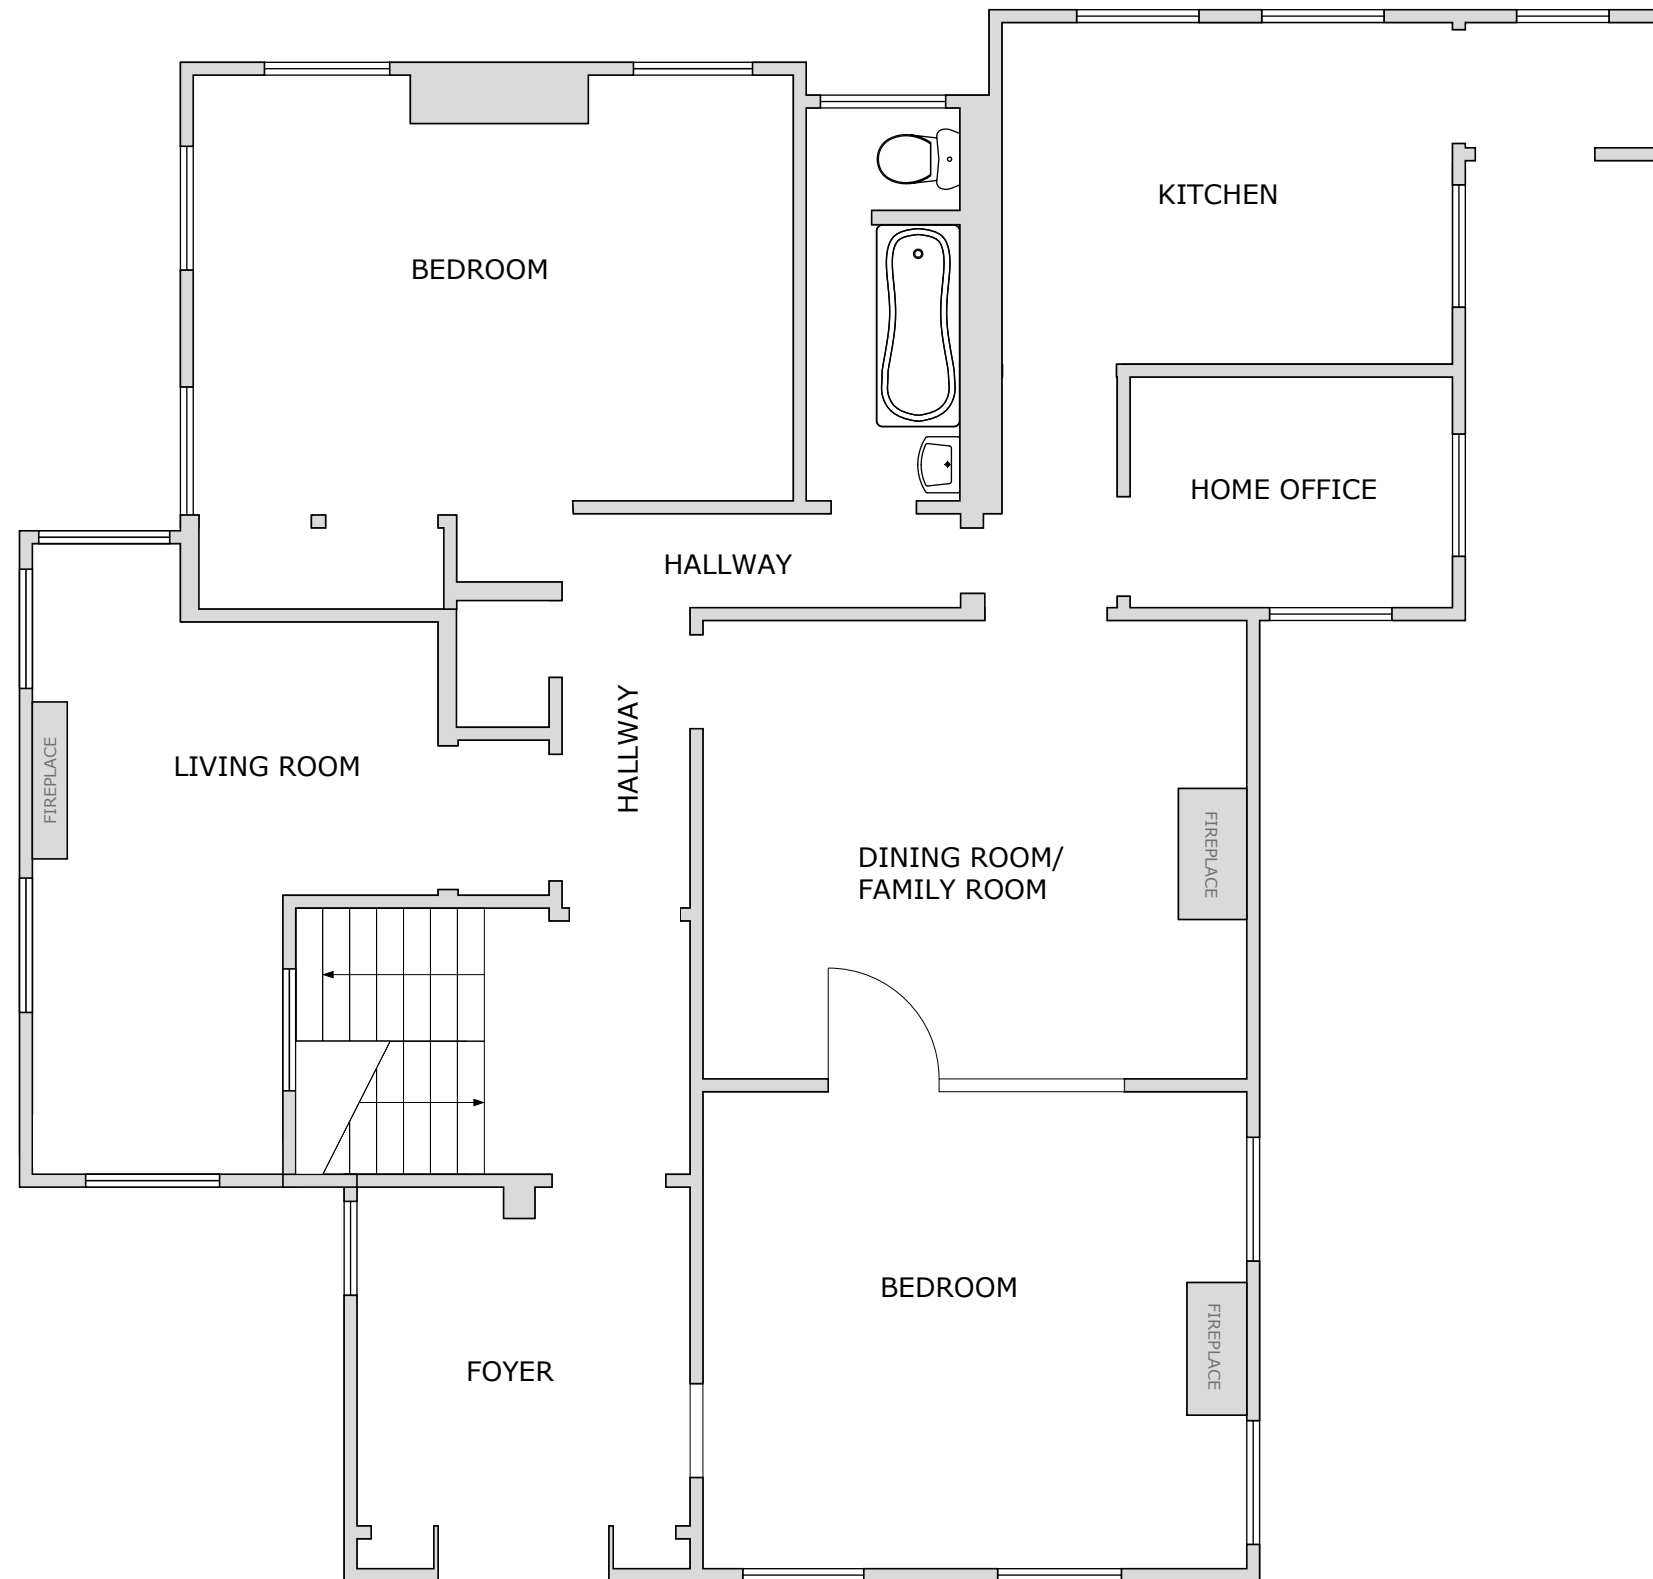 KITCHEN
BEDROOM
HOME OFFICE
HALLWAY
HALLWAY
LIVING ROOM
FIREPLACE
DINING ROOM/
FAMILY ROOM
FIREPLACE
BEDROOM
FIREPLACE
FOYER